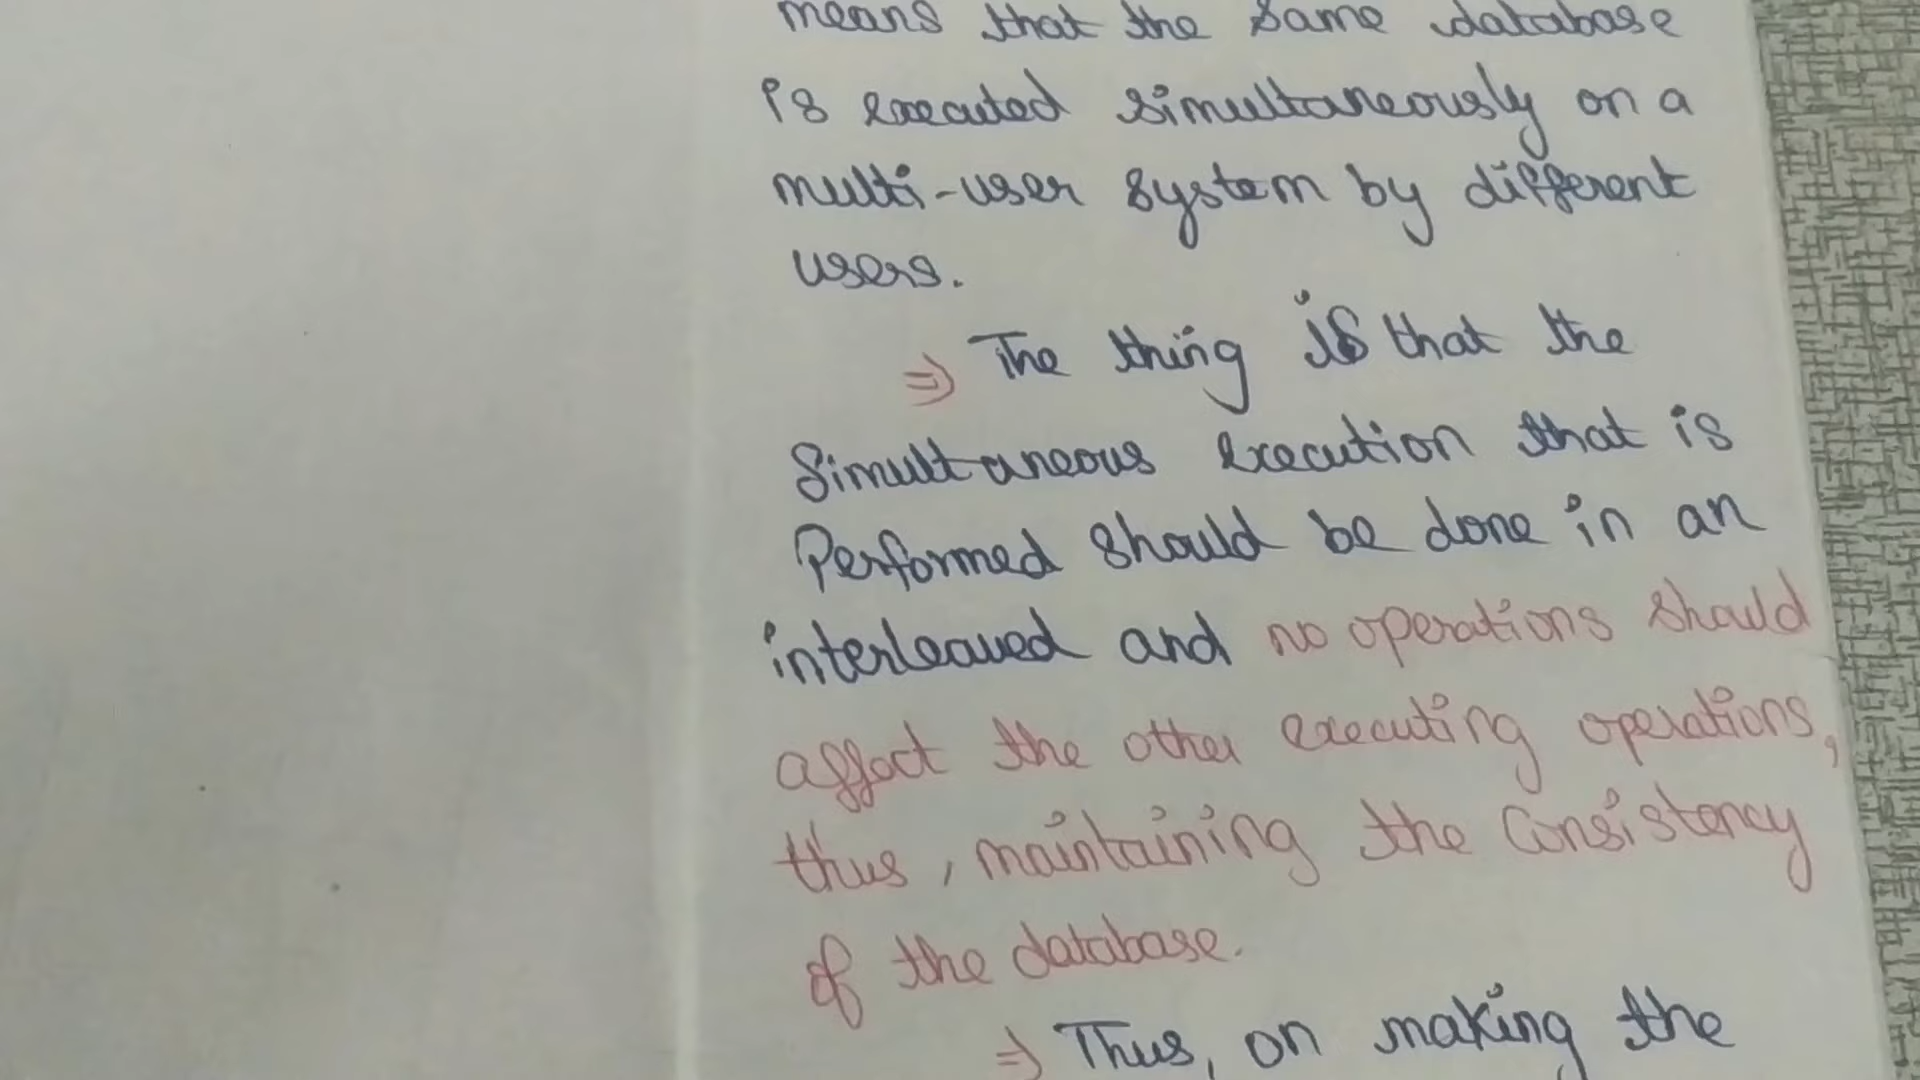 means that the same database
is executed simultaneously on a
multi-user system by different
users.
⇒ The thing is that the
Simultaneous execution that is
Performed should be done in an
interleaved and no operations should
affect the other executing operations,
thus, maintaining the Consistency
of the database.
⇒ Thus, on making the